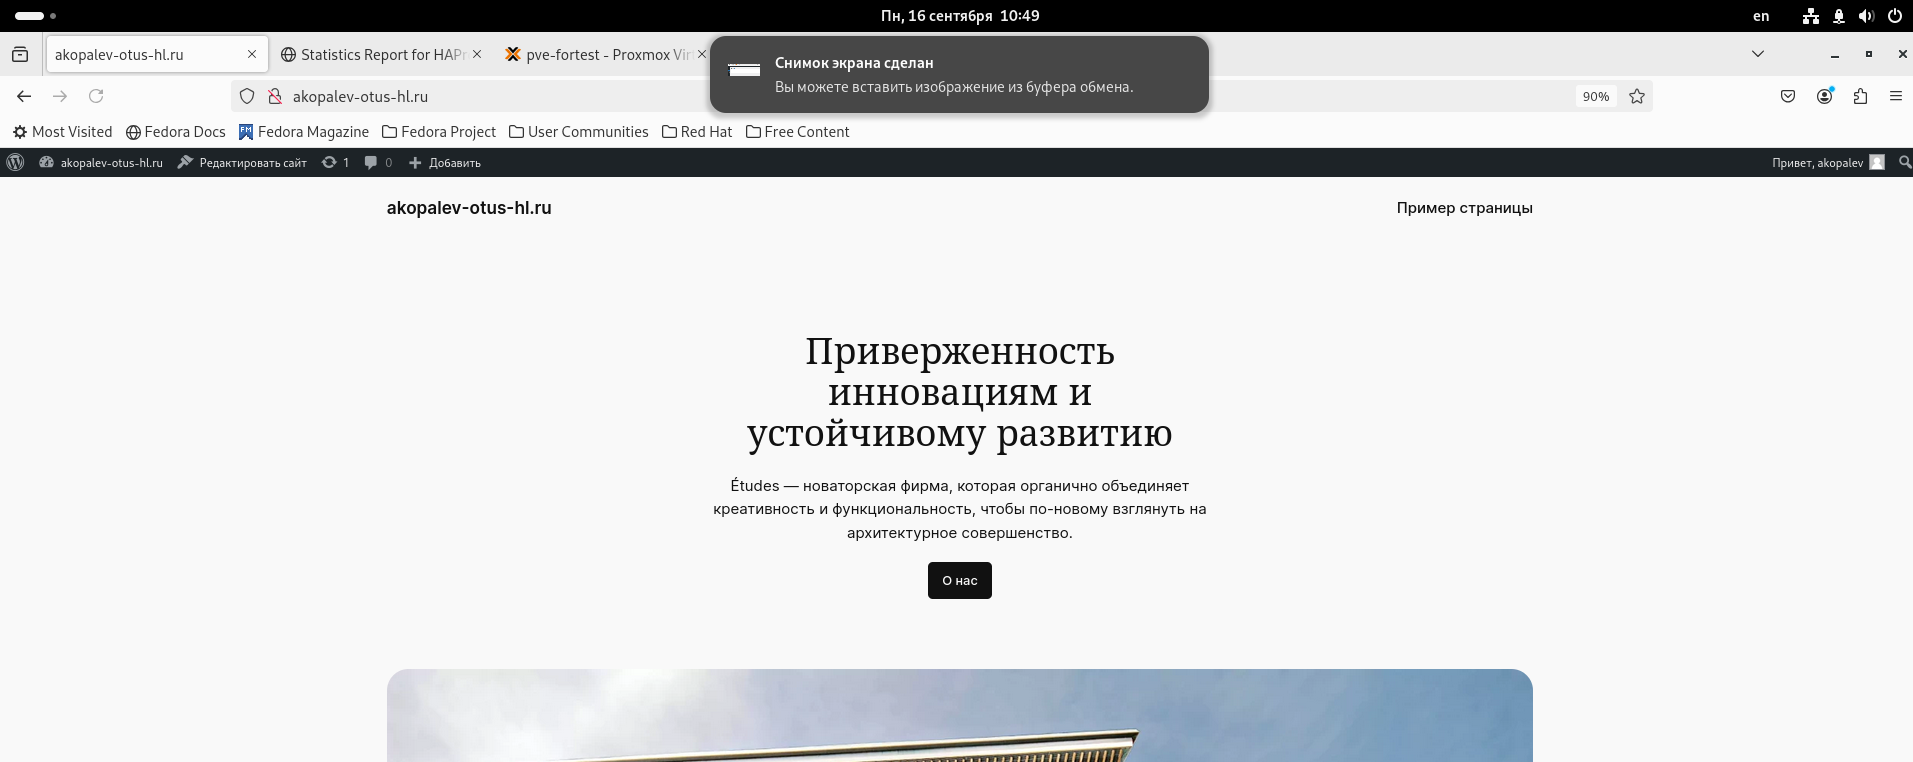 Пн, 16 сентября 10:49
en
akopalev-otus-hl.ru
Statistics Report for HAPr
pve-fortest - Proxmox Virt
Снимок экрана сделан
Вы можете вставить изображение из буфера обмена.
akopalev-otus-hl.ru
90%
Most Visited
Fedora Docs
FM
Fedora Magazine
Fedora Project
User Communities
Red Hat
Free Content
akopalev-otus-hl.ru
Редактировать сайт
1
0
Добавить
Привет, akopalev
akopalev-otus-hl.ru
Пример страницы
Приверженность
инновациям и
устойчивому развитию
Études — новаторская фирма, которая органично объединяет
креативность и функциональность, чтобы по-новому взглянуть на
архитектурное совершенство.
О нас